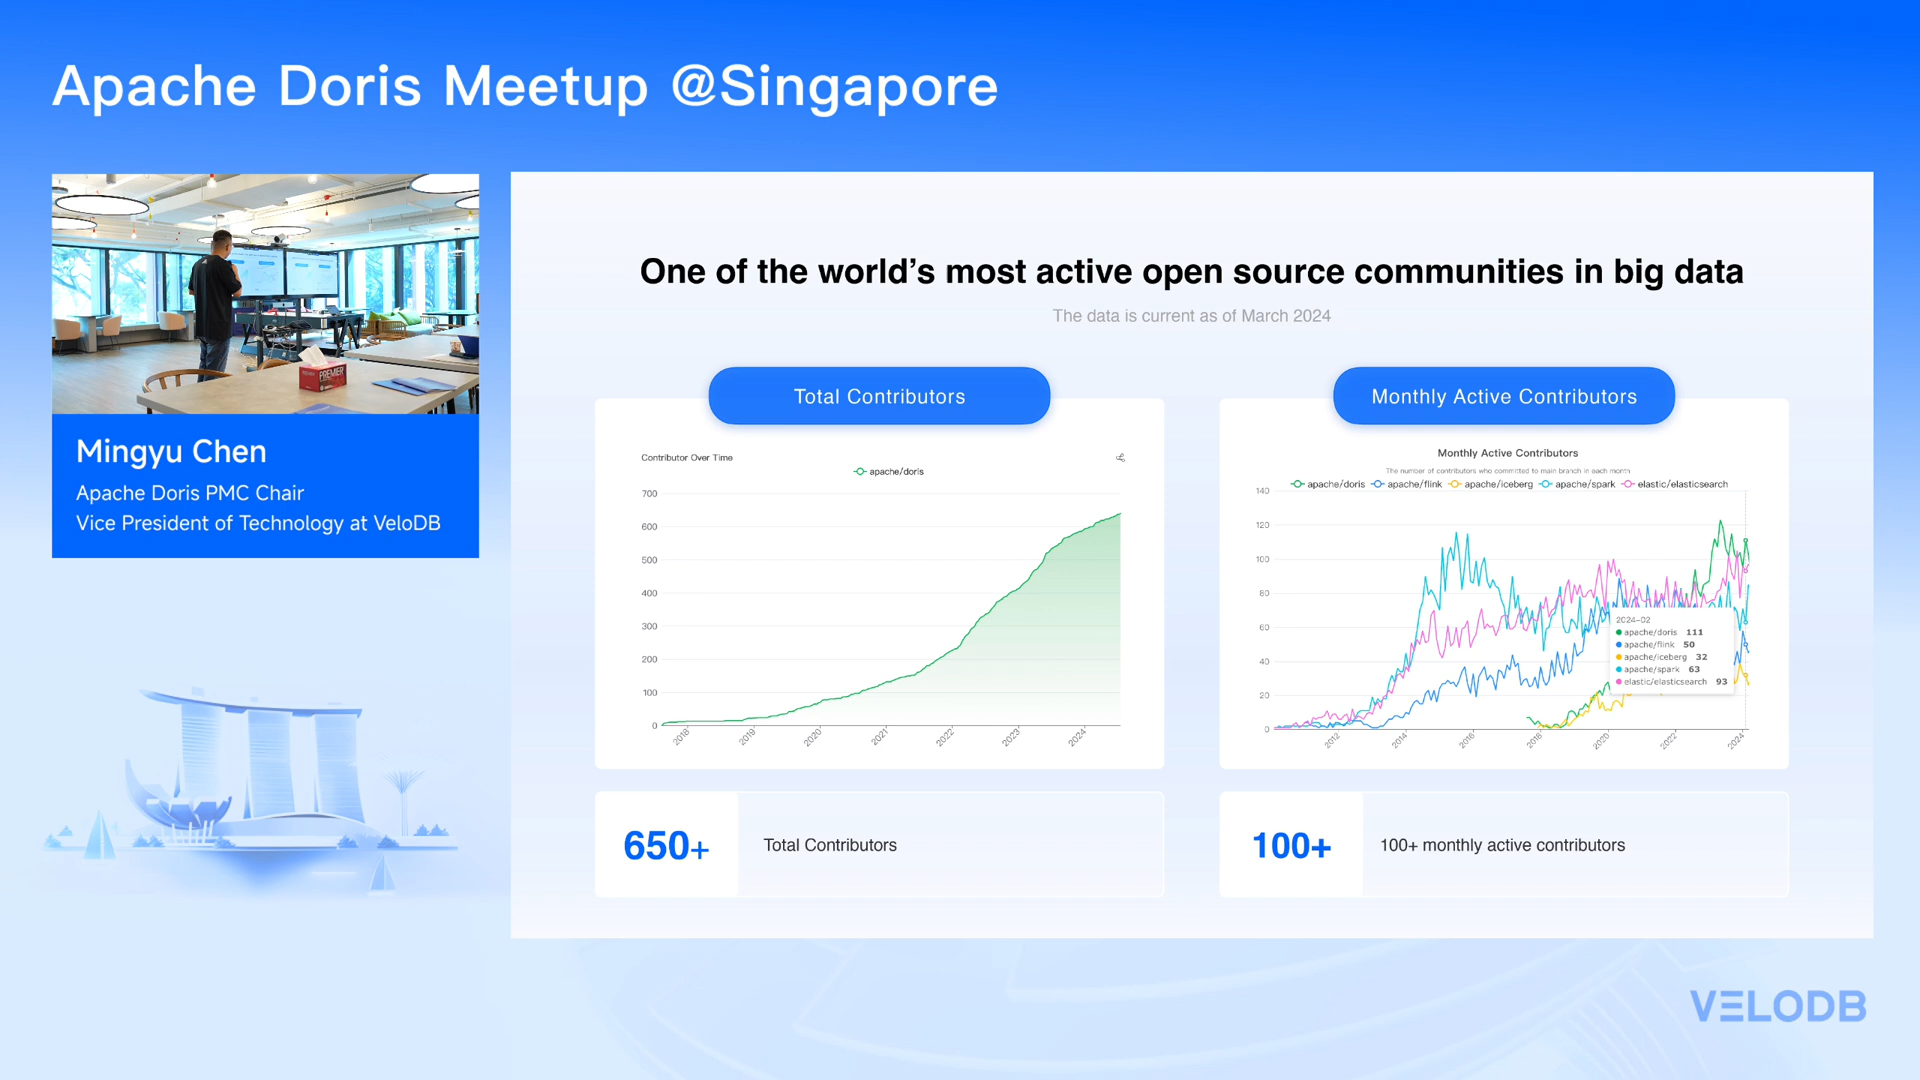 Apache Doris Meetup @Singapore
PREMIER
Mingyu Chen
Apache Doris PMC Chair
Vice President of Technology at VeloDB
One of the world’s most active open source communities in big data
The data is current as of March 2024
Total Contributors
Contributor Over Time
apache/doris
700
600
500
400
300
200
100
0
2018 2019 2020 2021 2022 2023 2024
650+
Total Contributors
Monthly Active Contributors
Monthly Active Contributors
The number of contributors who committed to main branch in each month
apache/doris apache/flink apache/iceberg apache/spark elastic/elasticsearch
140
120
100
80
60
40
20
0
2012 2014 2016 2018 2020 2022 2024
2024-02
apache/doris 111
apache/flink 50
apache/iceberg 32
apache/spark 63
elastic/elasticsearch 93
100+
100+ monthly active contributors
VELODB